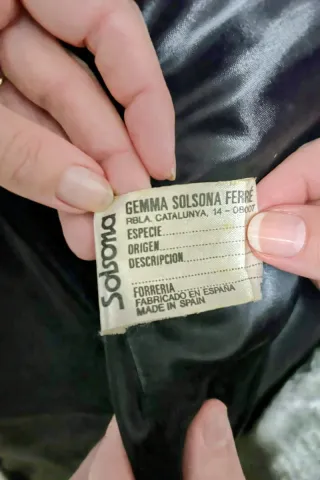 Solsona
GEMMA SOLSONA FERRE
RBLA. CATALUNYA, 14 - 08007
ESPECIE
ORIGEN
DESCRIPCION
FORRERIA
FABRICADO EN ESPAÑA
MADE IN SPAIN